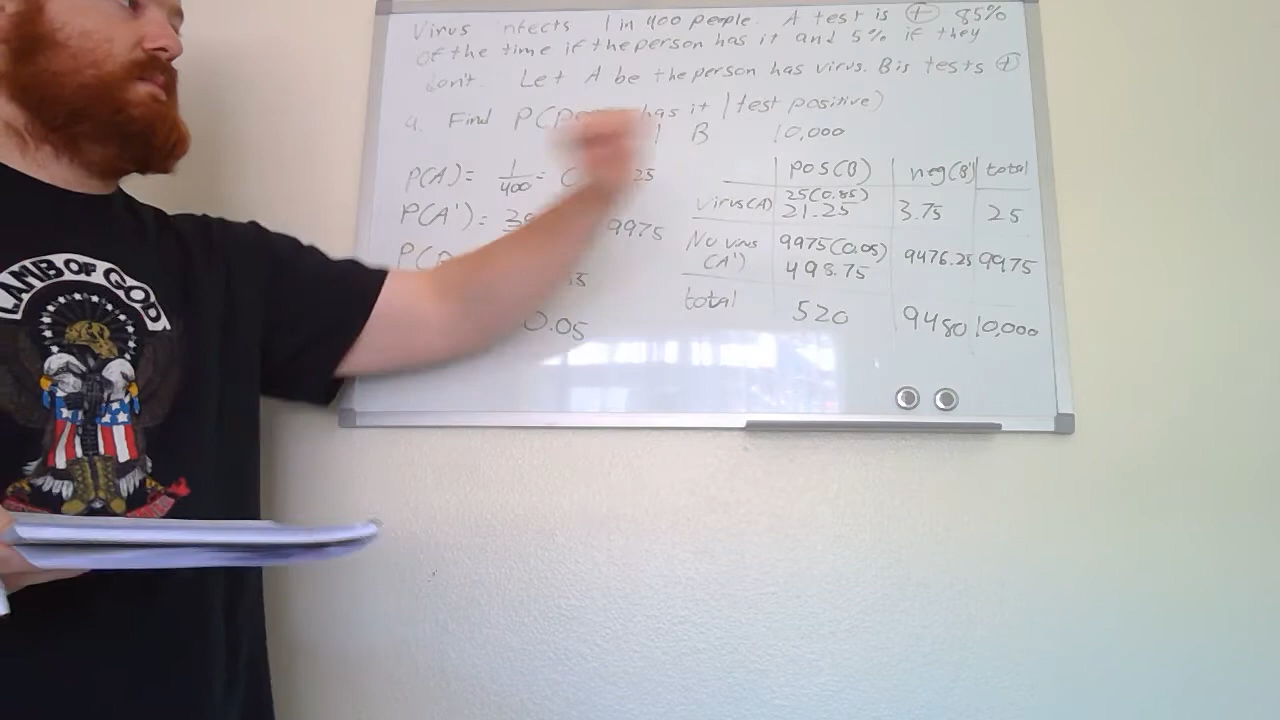 Virus infects 1 in 400 people. A test is ⊕ 85%
of the time if the person has it and 5% if they
don't. Let A be the person has virus. B is tests ⊕
a. Find P( has it | test positive)
B 10,000
P(A) = 1/400 = 25
P(A') = 9975
P(
0.05
pos(B) neg(B') total
Virus(A) 25(0.85) 21.25 3.75 25
No virus (A') 9975(0.05) 498.75 9476.25 9975
total 520 9480 10,000
LAMB OF GOD